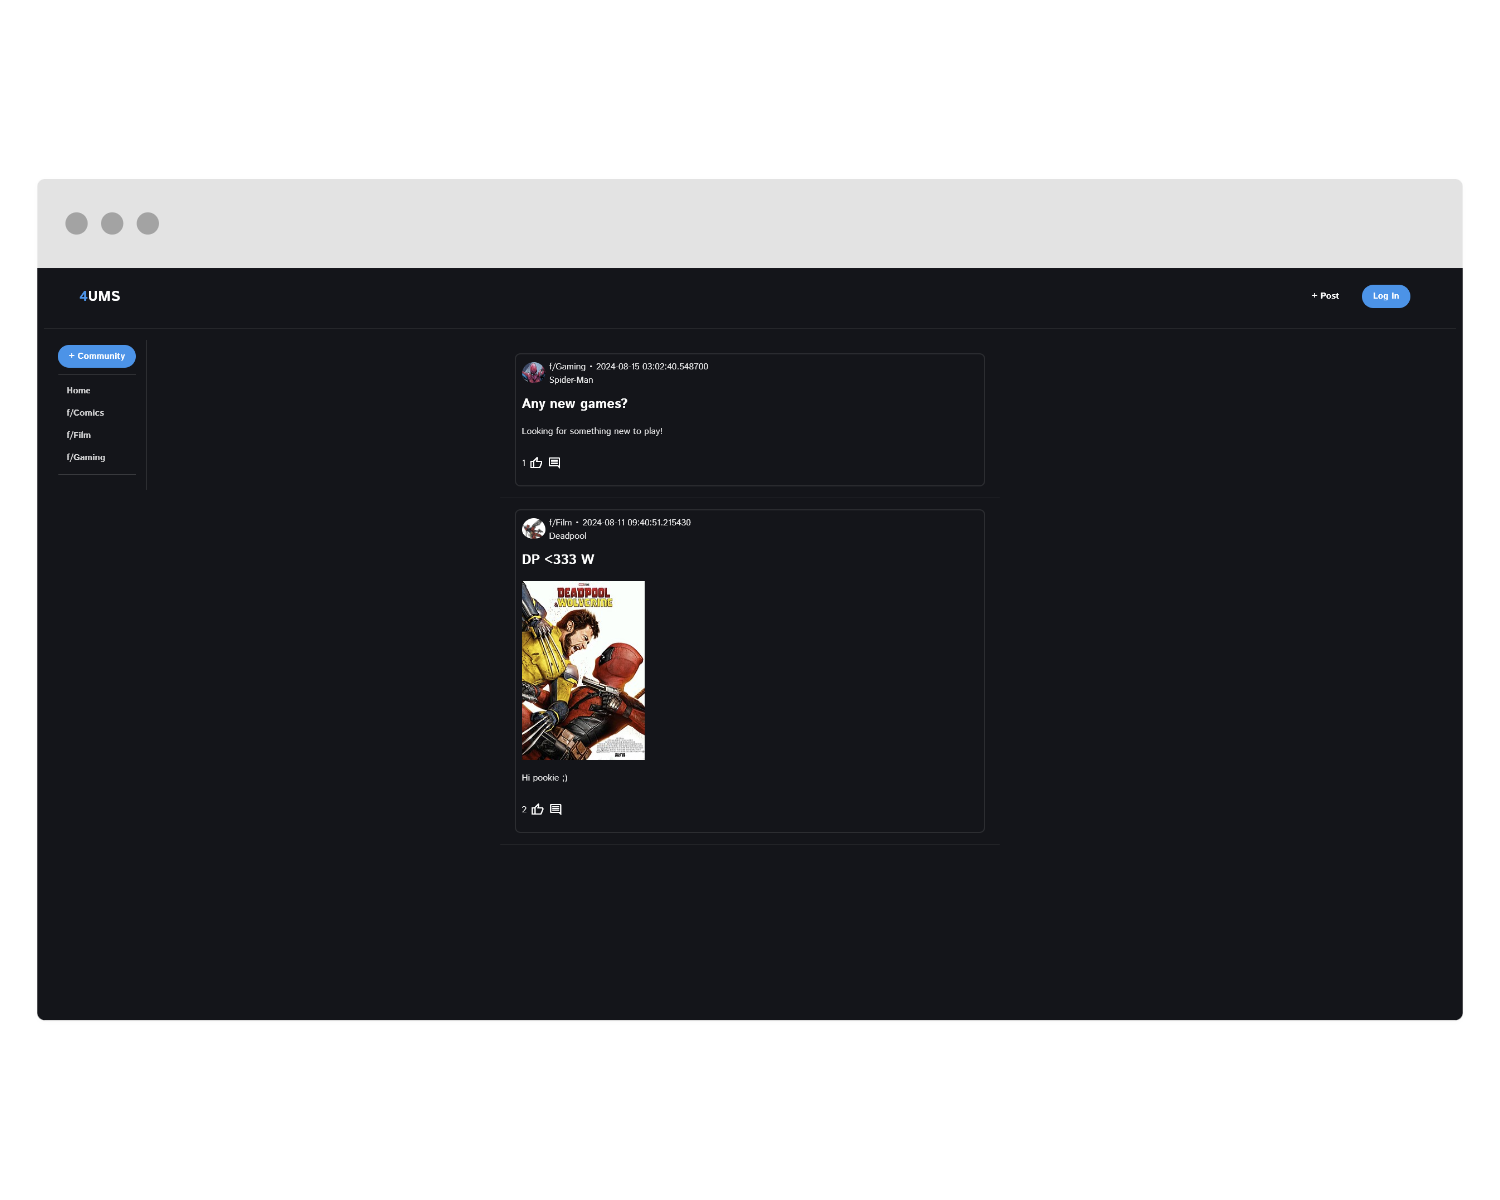 4UMS
+ Post
Log In
+ Community
Home
f/Comics
f/Film
f/Gaming
f/Gaming • 2024-08-15 03:02:40.548700
Spider-Man
Any new games?
Looking for something new to play!
1
f/Film • 2024-08-11 09:40:51.215430
Deadpool
DP <333 W
DEADPOOL
& WOLVERINE
Hi pookie ;)
2